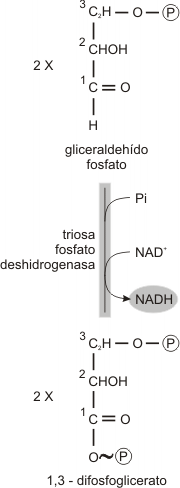 3
C₂H — O — P
2
CHOH
2 X
1
C = O
H
gliceraldehído
fosfato
Pi
triosa
fosfato
deshidrogenasa
NAD⁺
NADH
3
C₂H — O — P
2
CHOH
2 X
1
C = O
O~P
1,3 - difosfoglicerato